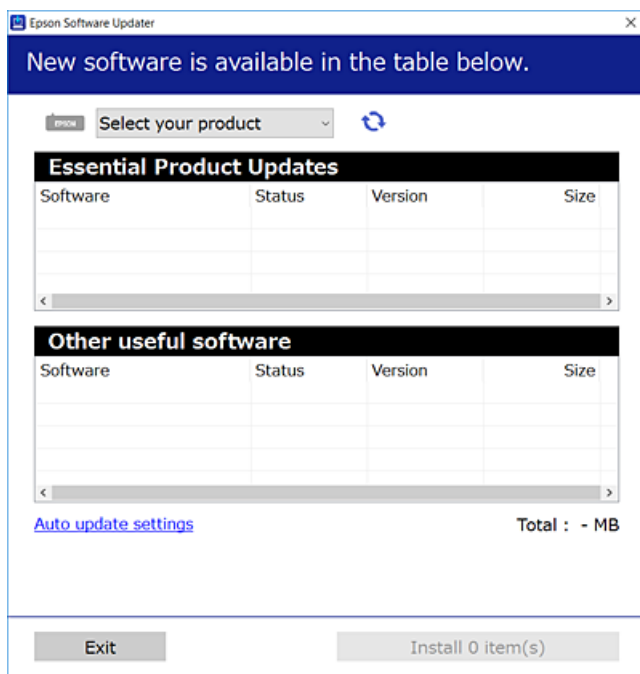 Epson Software Updater
New software is available in the table below.
EPSON Select your product
Essential Product Updates
Software Status Version Size
Other useful software
Software Status Version Size
Auto update settings Total : - MB
Exit Install 0 item(s)